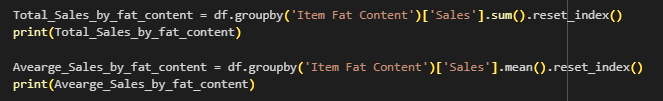 Total_Sales_by_fat_content = df.groupby('Item Fat Content')['Sales'].sum().reset_index()
print(Total_Sales_by_fat_content)
Avearge_Sales_by_fat_content = df.groupby('Item Fat Content')['Sales'].mean().reset_index()
print(Avearge_Sales_by_fat_content)